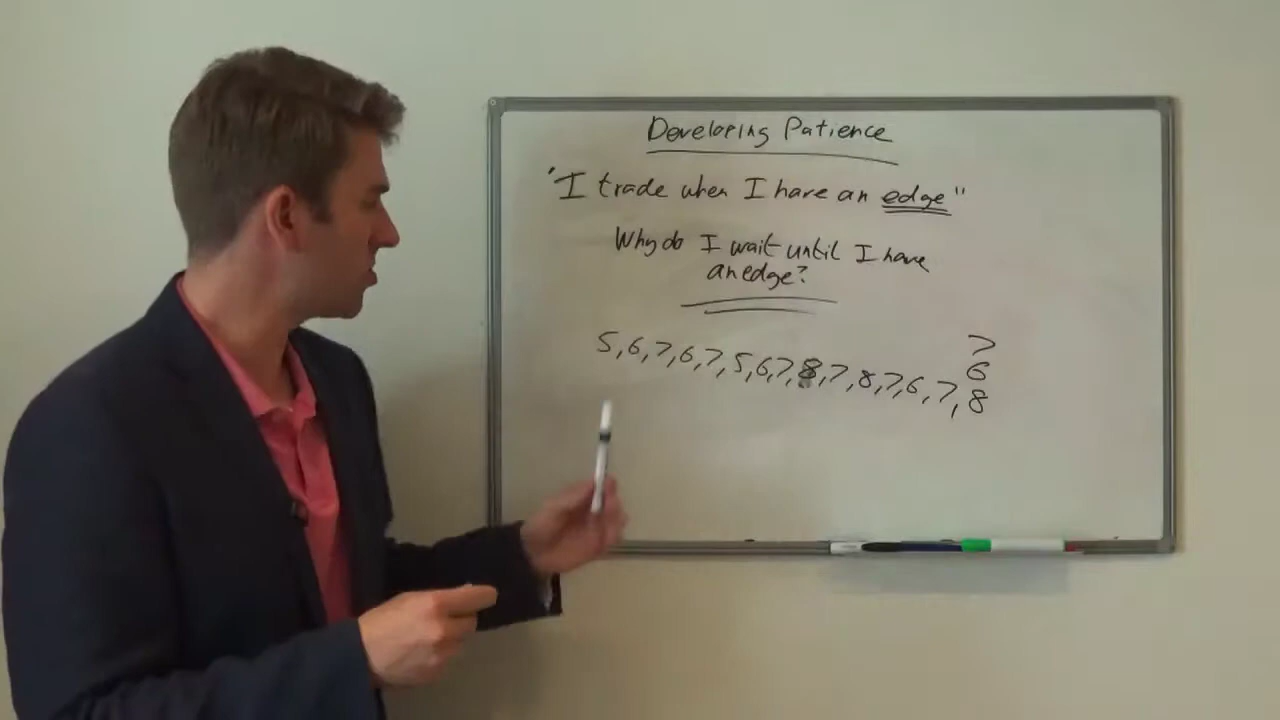 Developing Patience
"I trade when I have an edge"
Why do I wait until I have
an edge?
5,6,7,6,7,5,6,7,8,7,8,7,6,7,8
7
6